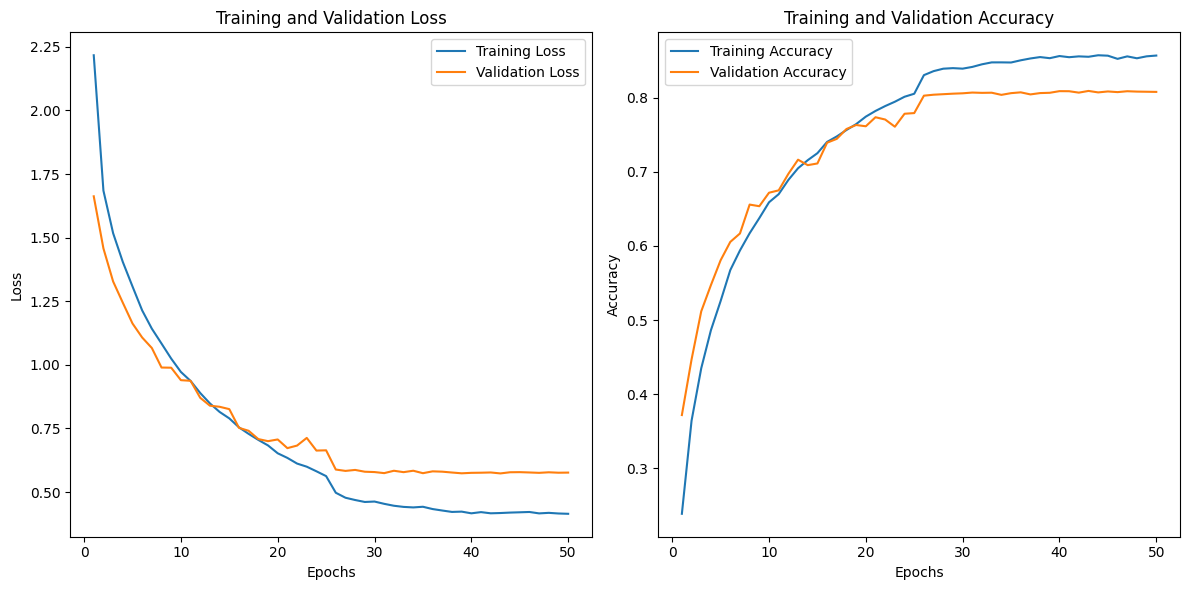 Training and Validation Loss
Training Loss
Validation Loss
2.25
2.00
1.75
1.50
1.25
1.00
0.75
0.50
Loss
0
10
20
30
40
50
Epochs
Training and Validation Accuracy
Training Accuracy
Validation Accuracy
0.8
0.7
0.6
0.5
0.4
0.3
Accuracy
0
10
20
30
40
50
Epochs